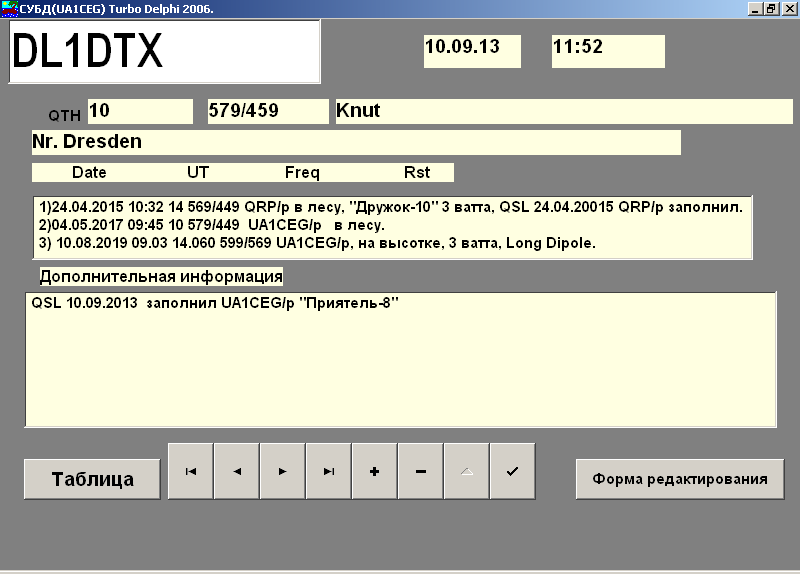 СУБД(UA1CEG) Turbo Delphi 2006.
DL1DTX
10.09.13 11:52
QTH 10 579/459 Knut
Nr. Dresden
Date UT Freq Rst
1)24.04.2015 10:32 14 569/449 QRP/p в лесу, "Дружок-10" 3 ватта, QSL 24.04.20015 QRP/p заполнил.
2)04.05.2017 09:45 10 579/449 UA1CEG/p в лесу.
3) 10.08.2019 09.03 14.060 599/569 UA1CEG/p, на высотке, 3 ватта, Long Dipole.
Дополнительная информация
QSL 10.09.2013 заполнил UA1CEG/p "Приятель-8"
Таблица
Форма редактирования